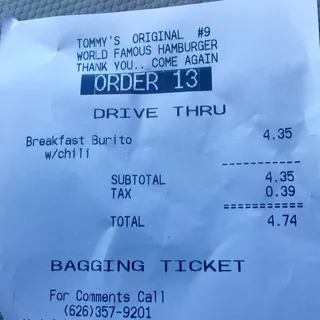 TOMMY'S ORIGINAL #9
WORLD FAMOUS HAMBURGER
THANK YOU.. COME AGAIN
ORDER 13
DRIVE THRU
Breakfast Burito 4.35
w/chili
SUBTOTAL 4.35
TAX 0.39
TOTAL 4.74
BAGGING TICKET
For Comments Call
(626)357-9201